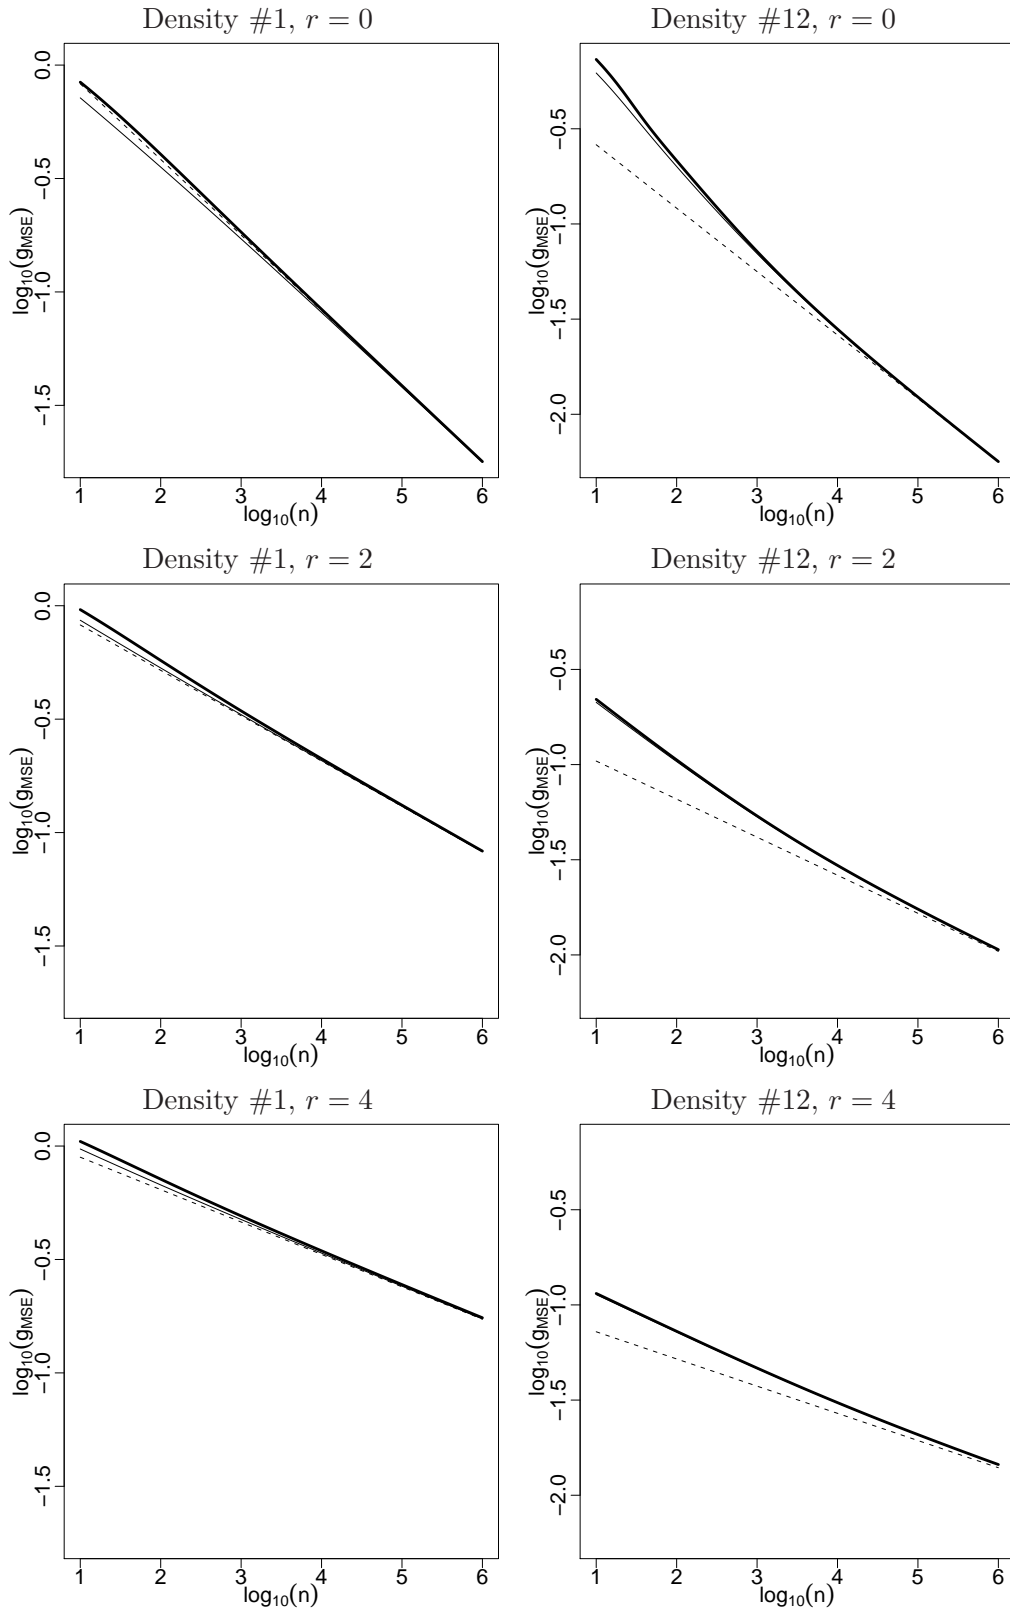 Density #1, r = 0
0.0
−0.5
−1.0
−1.5
log₁₀(g_MSE)
1 2 3 4 5 6
log₁₀(n)
Density #12, r = 0
−0.5
−1.0
−1.5
−2.0
log₁₀(g_MSE)
1 2 3 4 5 6
log₁₀(n)
Density #1, r = 2
0.0
−0.5
−1.0
−1.5
log₁₀(g_MSE)
1 2 3 4 5 6
log₁₀(n)
Density #12, r = 2
−0.5
−1.0
−1.5
−2.0
log₁₀(g_MSE)
1 2 3 4 5 6
log₁₀(n)
Density #1, r = 4
0.0
−0.5
−1.0
−1.5
log₁₀(g_MSE)
1 2 3 4 5 6
log₁₀(n)
Density #12, r = 4
−0.5
−1.0
−1.5
−2.0
log₁₀(g_MSE)
1 2 3 4 5 6
log₁₀(n)